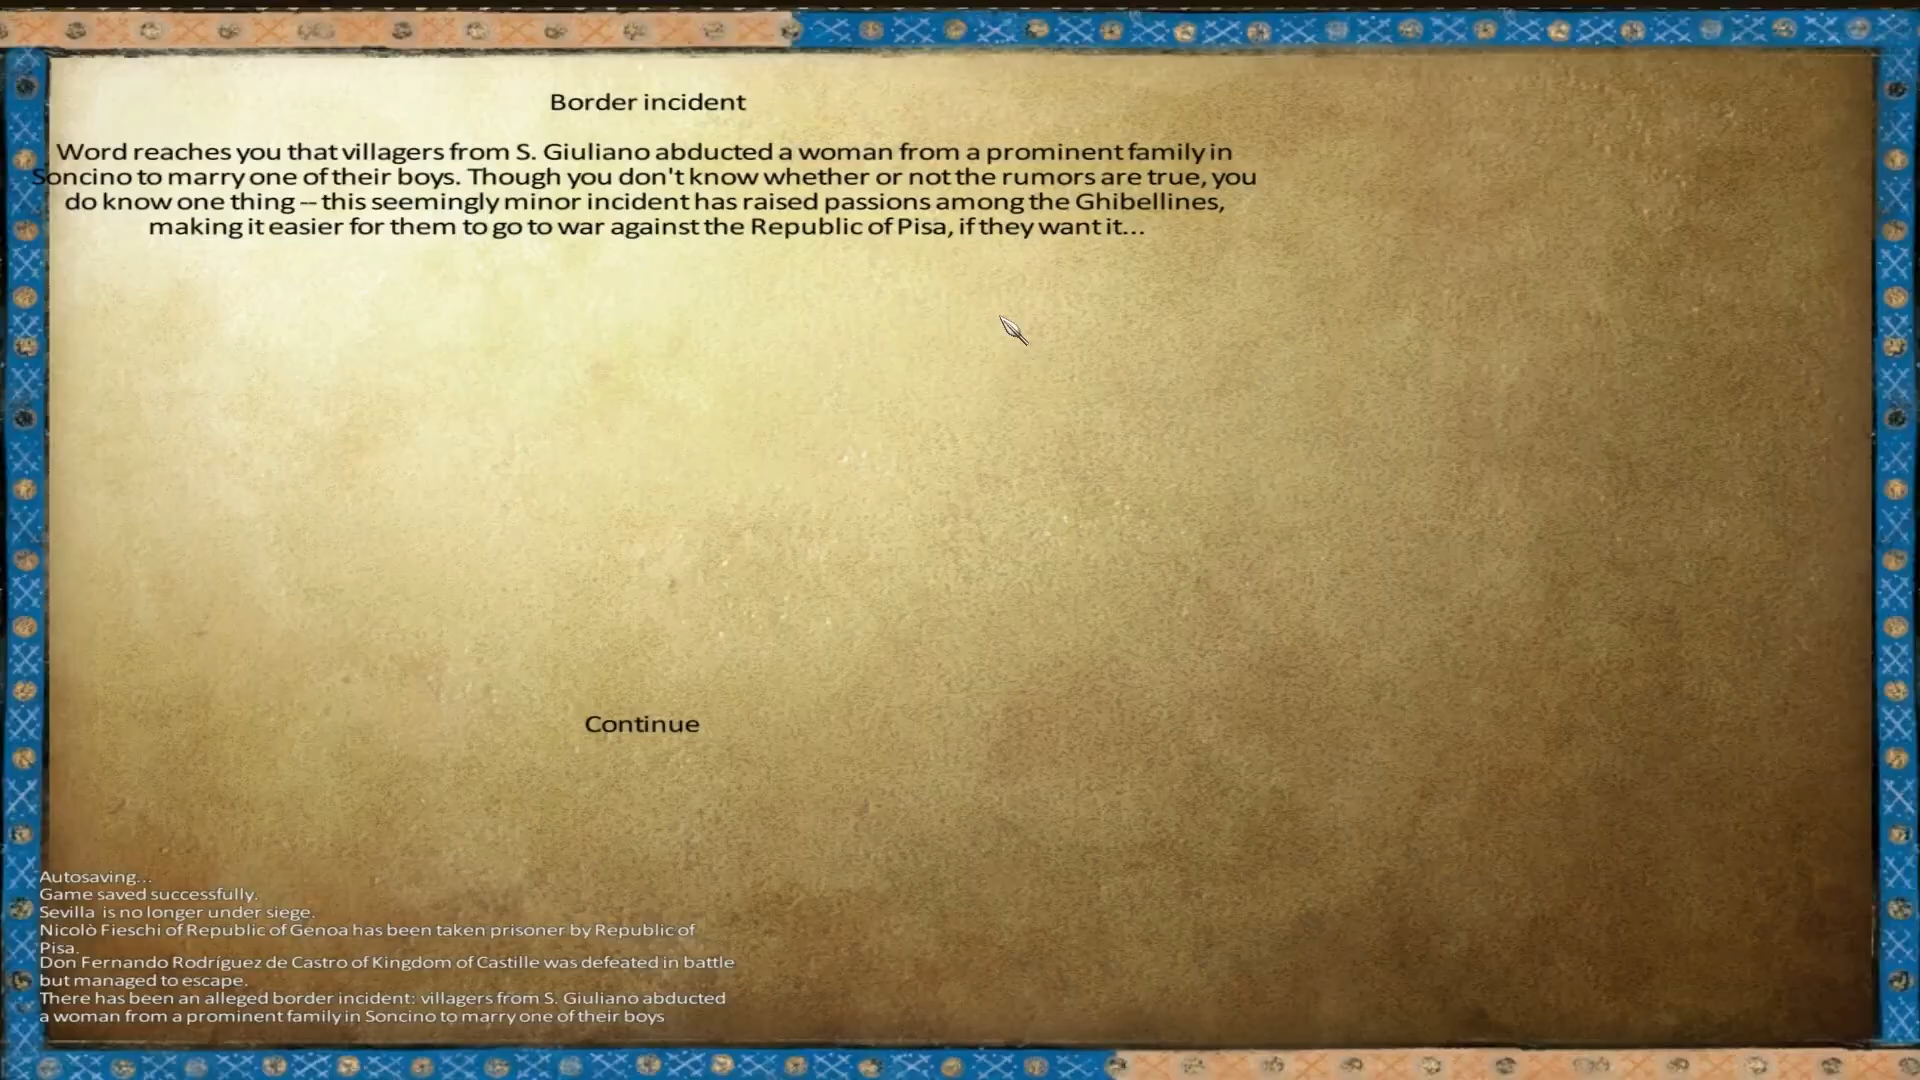 Border incident
Word reaches you that villagers from S. Giuliano abducted a woman from a prominent family in
Soncino to marry one of their boys. Though you don't know whether or not the rumors are true, you
do know one thing -- this seemingly minor incident has raised passions among the Ghibellines,
making it easier for them to go to war against the Republic of Pisa, if they want it...
Continue
Autosaving...
Game saved successfully.
Sevilla is no longer under siege.
Nicolò Fieschi of Republic of Genoa has been taken prisoner by Republic of
Pisa.
Don Fernando Rodríguez de Castro of Kingdom of Castille was defeated in battle
but managed to escape.
There has been an alleged border incident: villagers from S. Giuliano abducted
a woman from a prominent family in Soncino to marry one of their boys